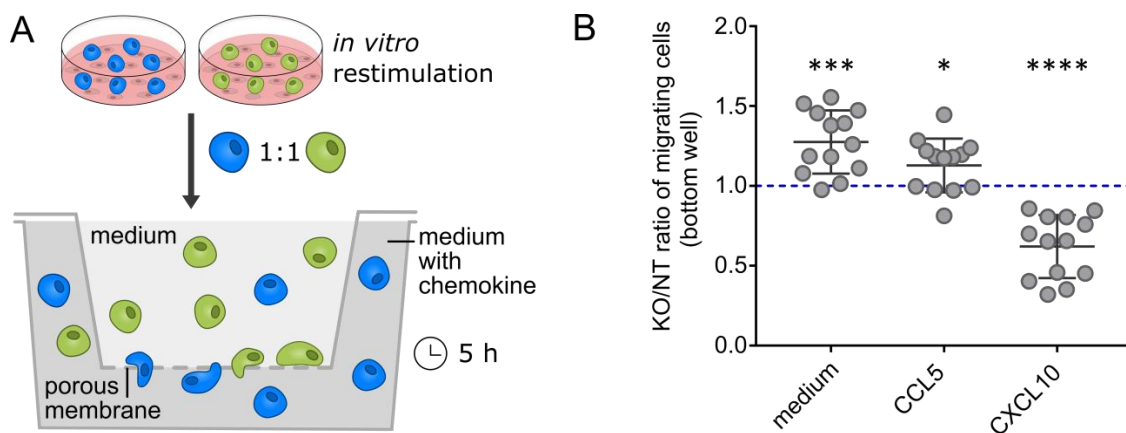 A
in vitro
restimulation
1:1
medium
medium
with
chemokine
5 h
porous
membrane
B
KO/NT ratio of migrating cells
(bottom well)
2.0
1.5
1.0
0.5
0.0
*** * ****
medium
CCL5
CXCL10